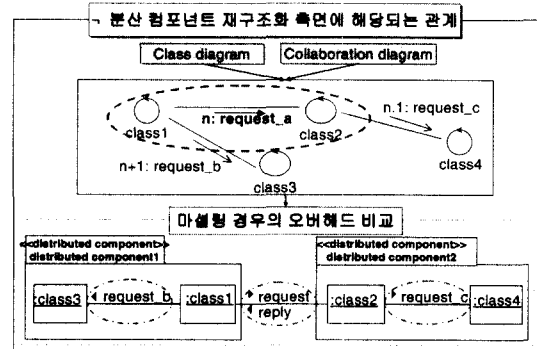 분산 컴포넌트 재구조화 측면에 해당되는 관계
Class diagram
Collaboration diagram
class1
n: request_a
class2
n.1: request_c
class4
n+1: request_b
class3
마샬링 경우의 오버헤드 비교
<<distributed component>>
distributed component1
<<distributed component>>
distributed component2
:class3
request_b
:class1
request
reply
:class2
request_c
:class4